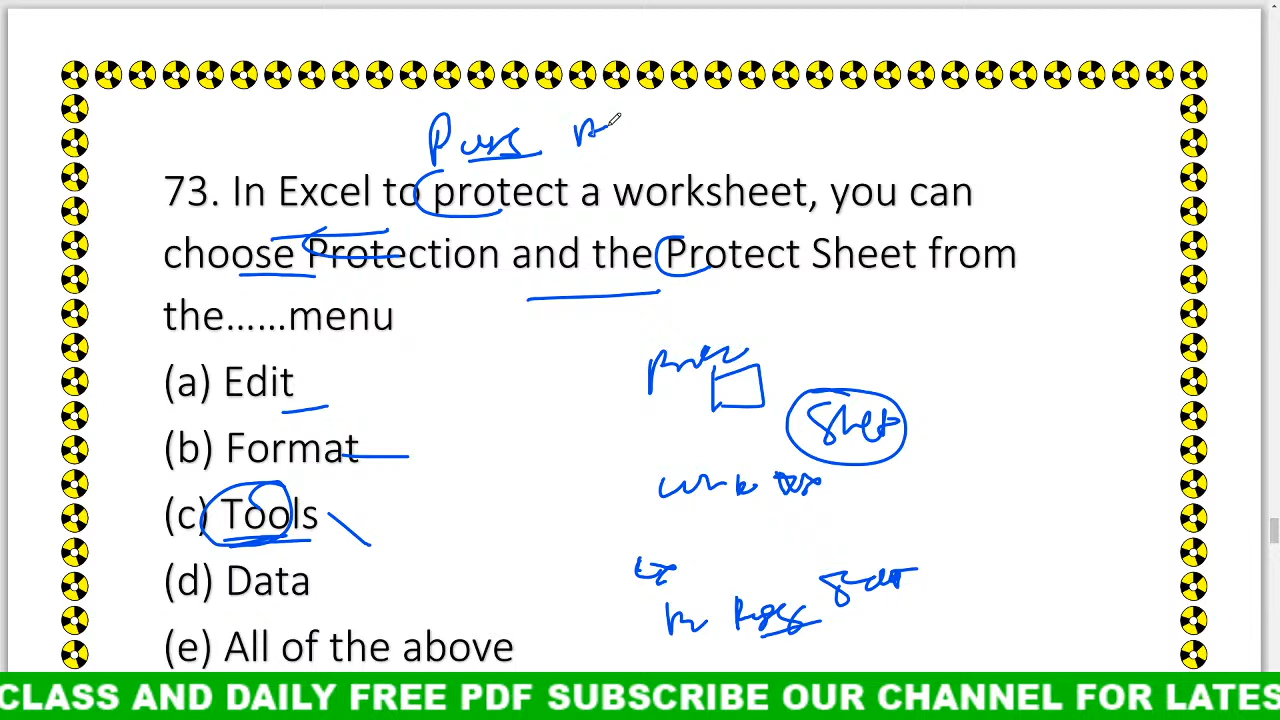 73. In Excel to protect a worksheet, you can
choose Protection and the Protect Sheet from
the......menu
(a) Edit
(b) Format
(c) Tools
(d) Data
(e) All of the above
CLASS AND DAILY FREE PDF SUBSCRIBE OUR CHANNEL FOR LATES